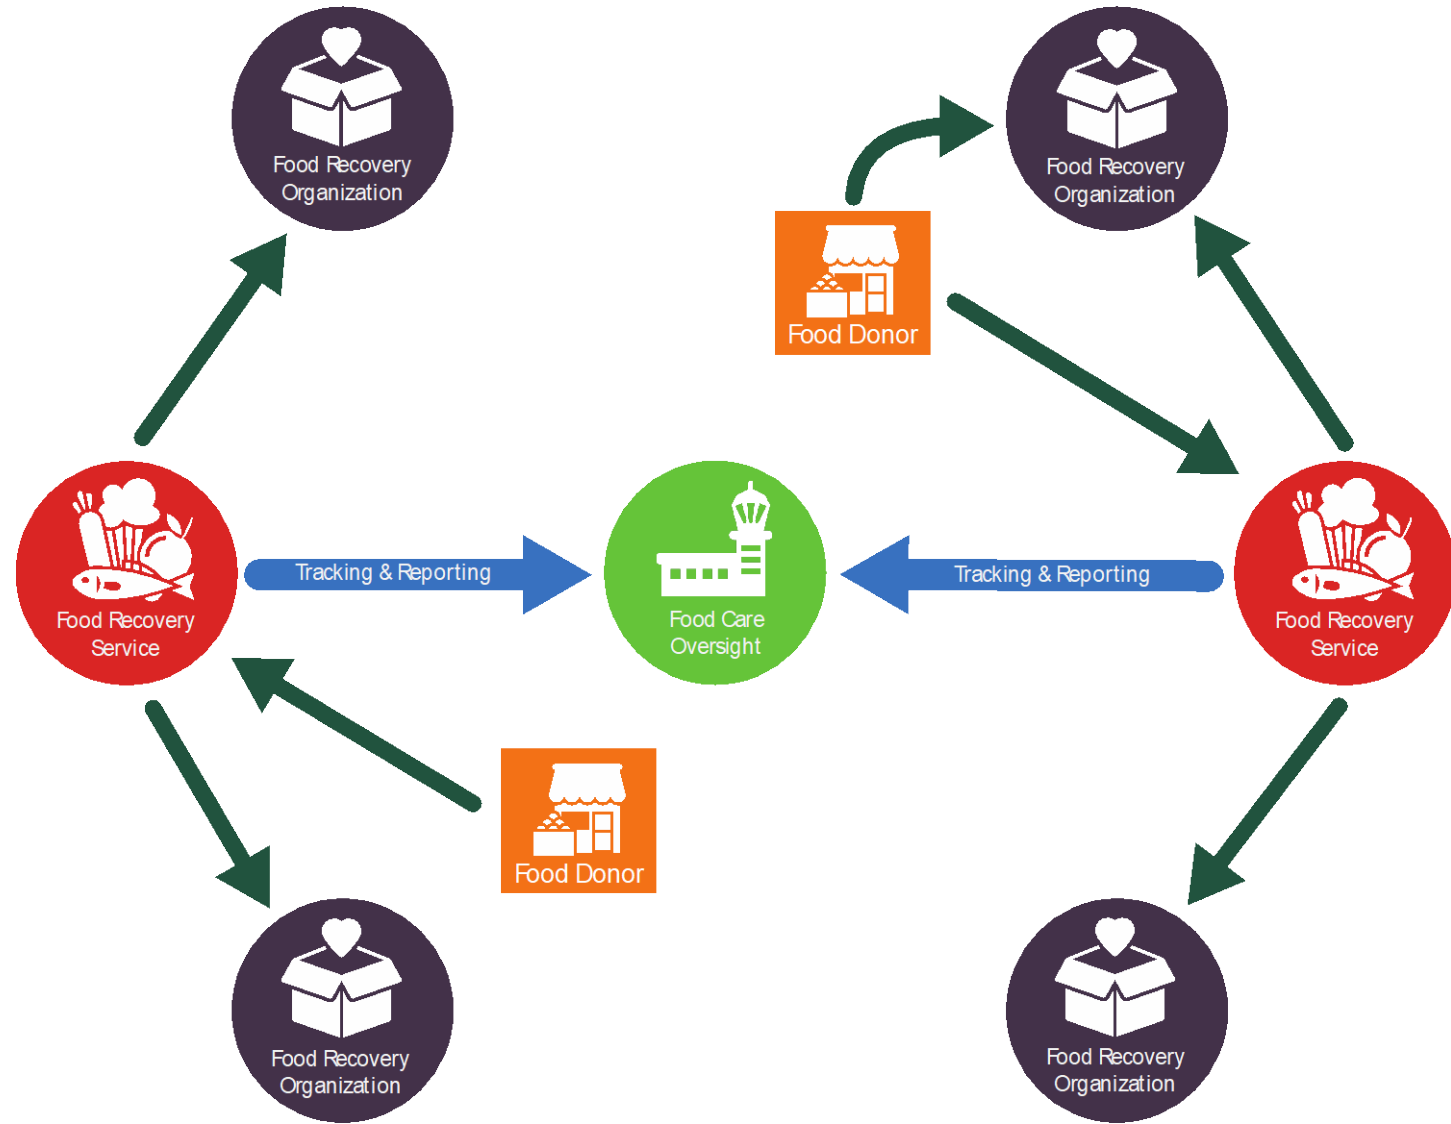 Food Recovery
Organization
Food Recovery
Organization
Food Donor
Food Recovery
Service
Tracking & Reporting
Food Care
Oversight
Tracking & Reporting
Food Recovery
Service
Food Donor
Food Recovery
Organization
Food Recovery
Organization